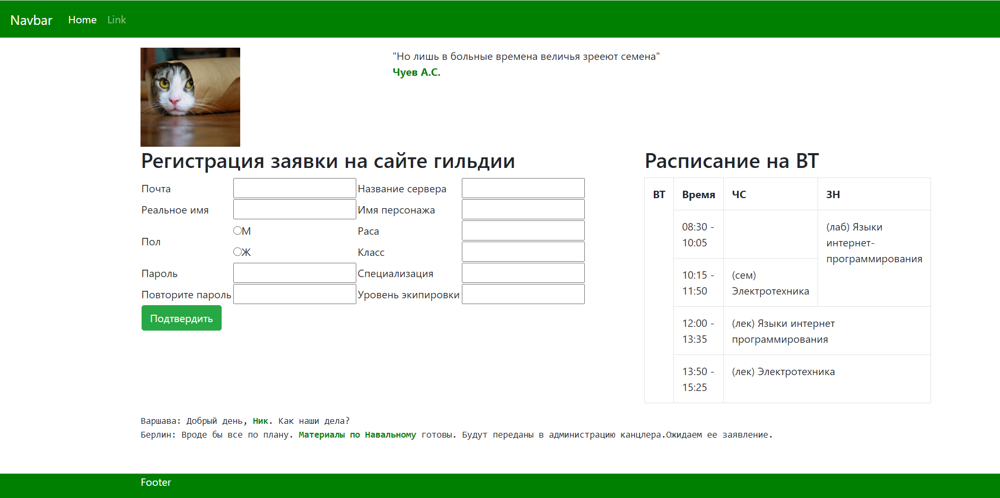 Navbar Home Link
"Но лишь в больные времена величья зрееют семена"
Чуев А.С.
Регистрация заявки на сайте гильдии
Почта Название сервера
Реальное имя Имя персонажа
Пол
М Раса
Ж Класс
Пароль Специализация
Повторите пароль Уровень экипировки
Подтвердить
Расписание на ВТ
ВТ Время ЧС ЗН
08:30 -
10:05
(лаб) Языки
интернет-
программирования
10:15 -
11:50
(сем)
Электротехника
12:00 -
13:35
(лек) Языки интернет
программирования
13:50 -
15:25
(лек) Электротехника
Варшава: Добрый день, Ник. Как наши дела?
Берлин: Вроде бы все по плану. Материалы по Навальному готовы. Будут переданы в администрацию канцлера.Ожидаем ее заявление.
Footer